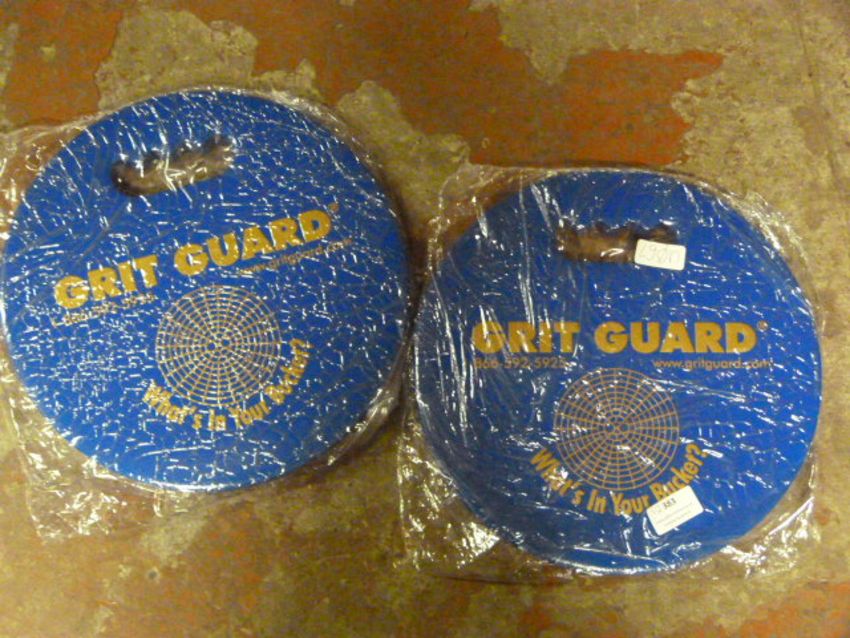 GRIT GUARD®
www.gritguard.com
What's In Your Bucket?
GRIT GUARD®
866-592-5925
www.gritguard.com
What's In Your Bucket?
383